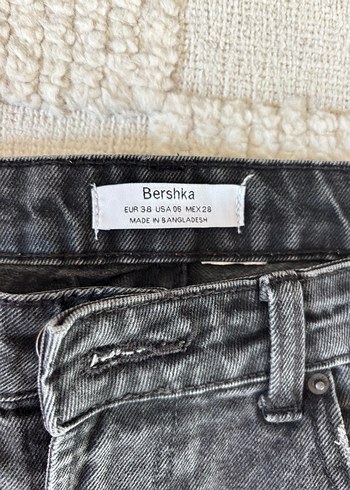 Bershka
EUR 38 USA 06 MEX 28
MADE IN BANGLADESH